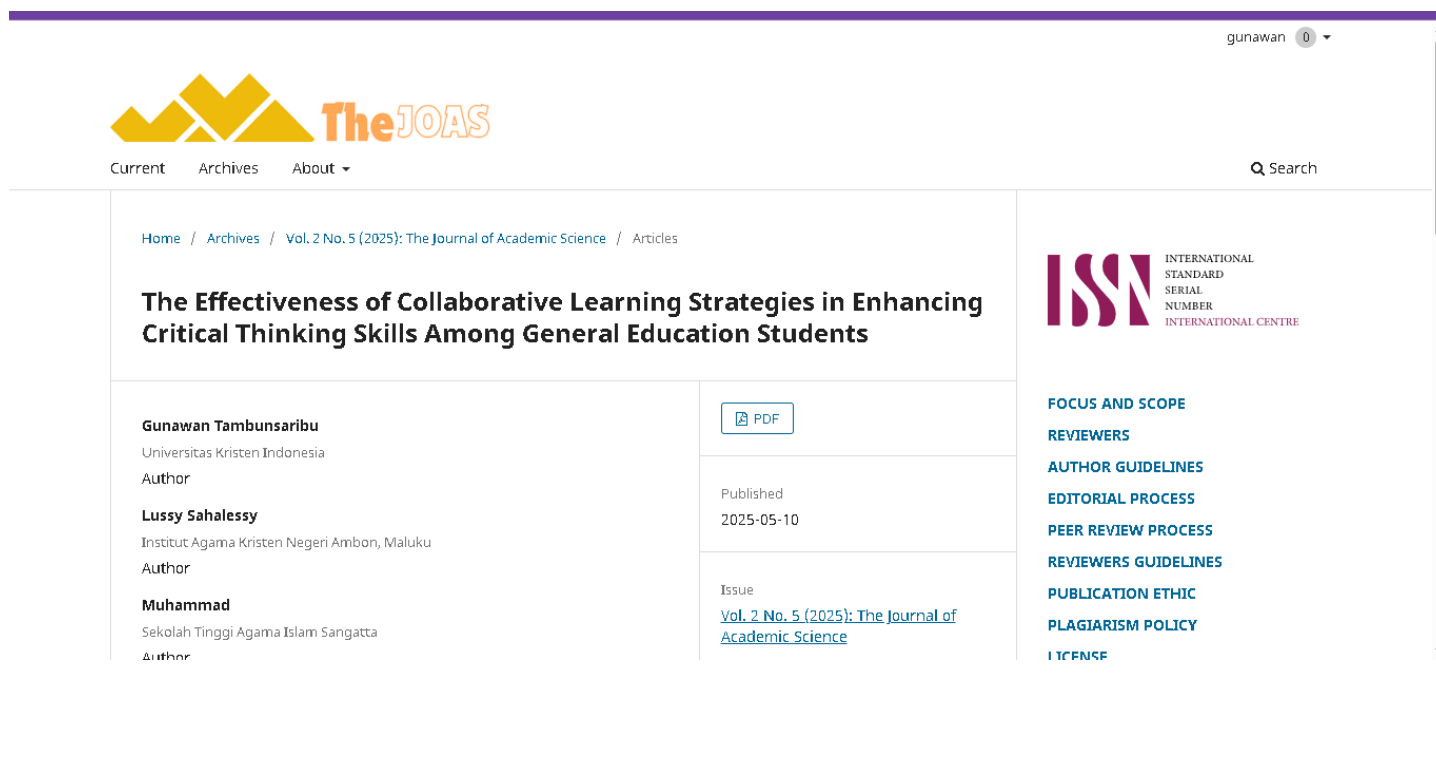 gunawan 0
The JOAS
Current Archives About
Search
Home / Archives / Vol. 2 No. 5 (2025): The Journal of Academic Science / Articles
The Effectiveness of Collaborative Learning Strategies in Enhancing
Critical Thinking Skills Among General Education Students
Gunawan Tambunsaribu
Universitas Kristen Indonesia
Author
Lussy Sahalessy
Institut Agama Kristen Negeri Ambon, Maluku
Author
Muhammad
Sekolah Tinggi Agama Islam Sangatta
Author
PDF
Published
2025-05-10
Issue
Vol. 2 No. 5 (2025): The Journal of
Academic Science
ISSN
INTERNATIONAL
STANDARD
SERIAL
NUMBER
INTERNATIONAL CENTRE
FOCUS AND SCOPE
REVIEWERS
AUTHOR GUIDELINES
EDITORIAL PROCESS
PEER REVIEW PROCESS
REVIEWERS GUIDELINES
PUBLICATION ETHIC
PLAGIARISM POLICY
LICENSE